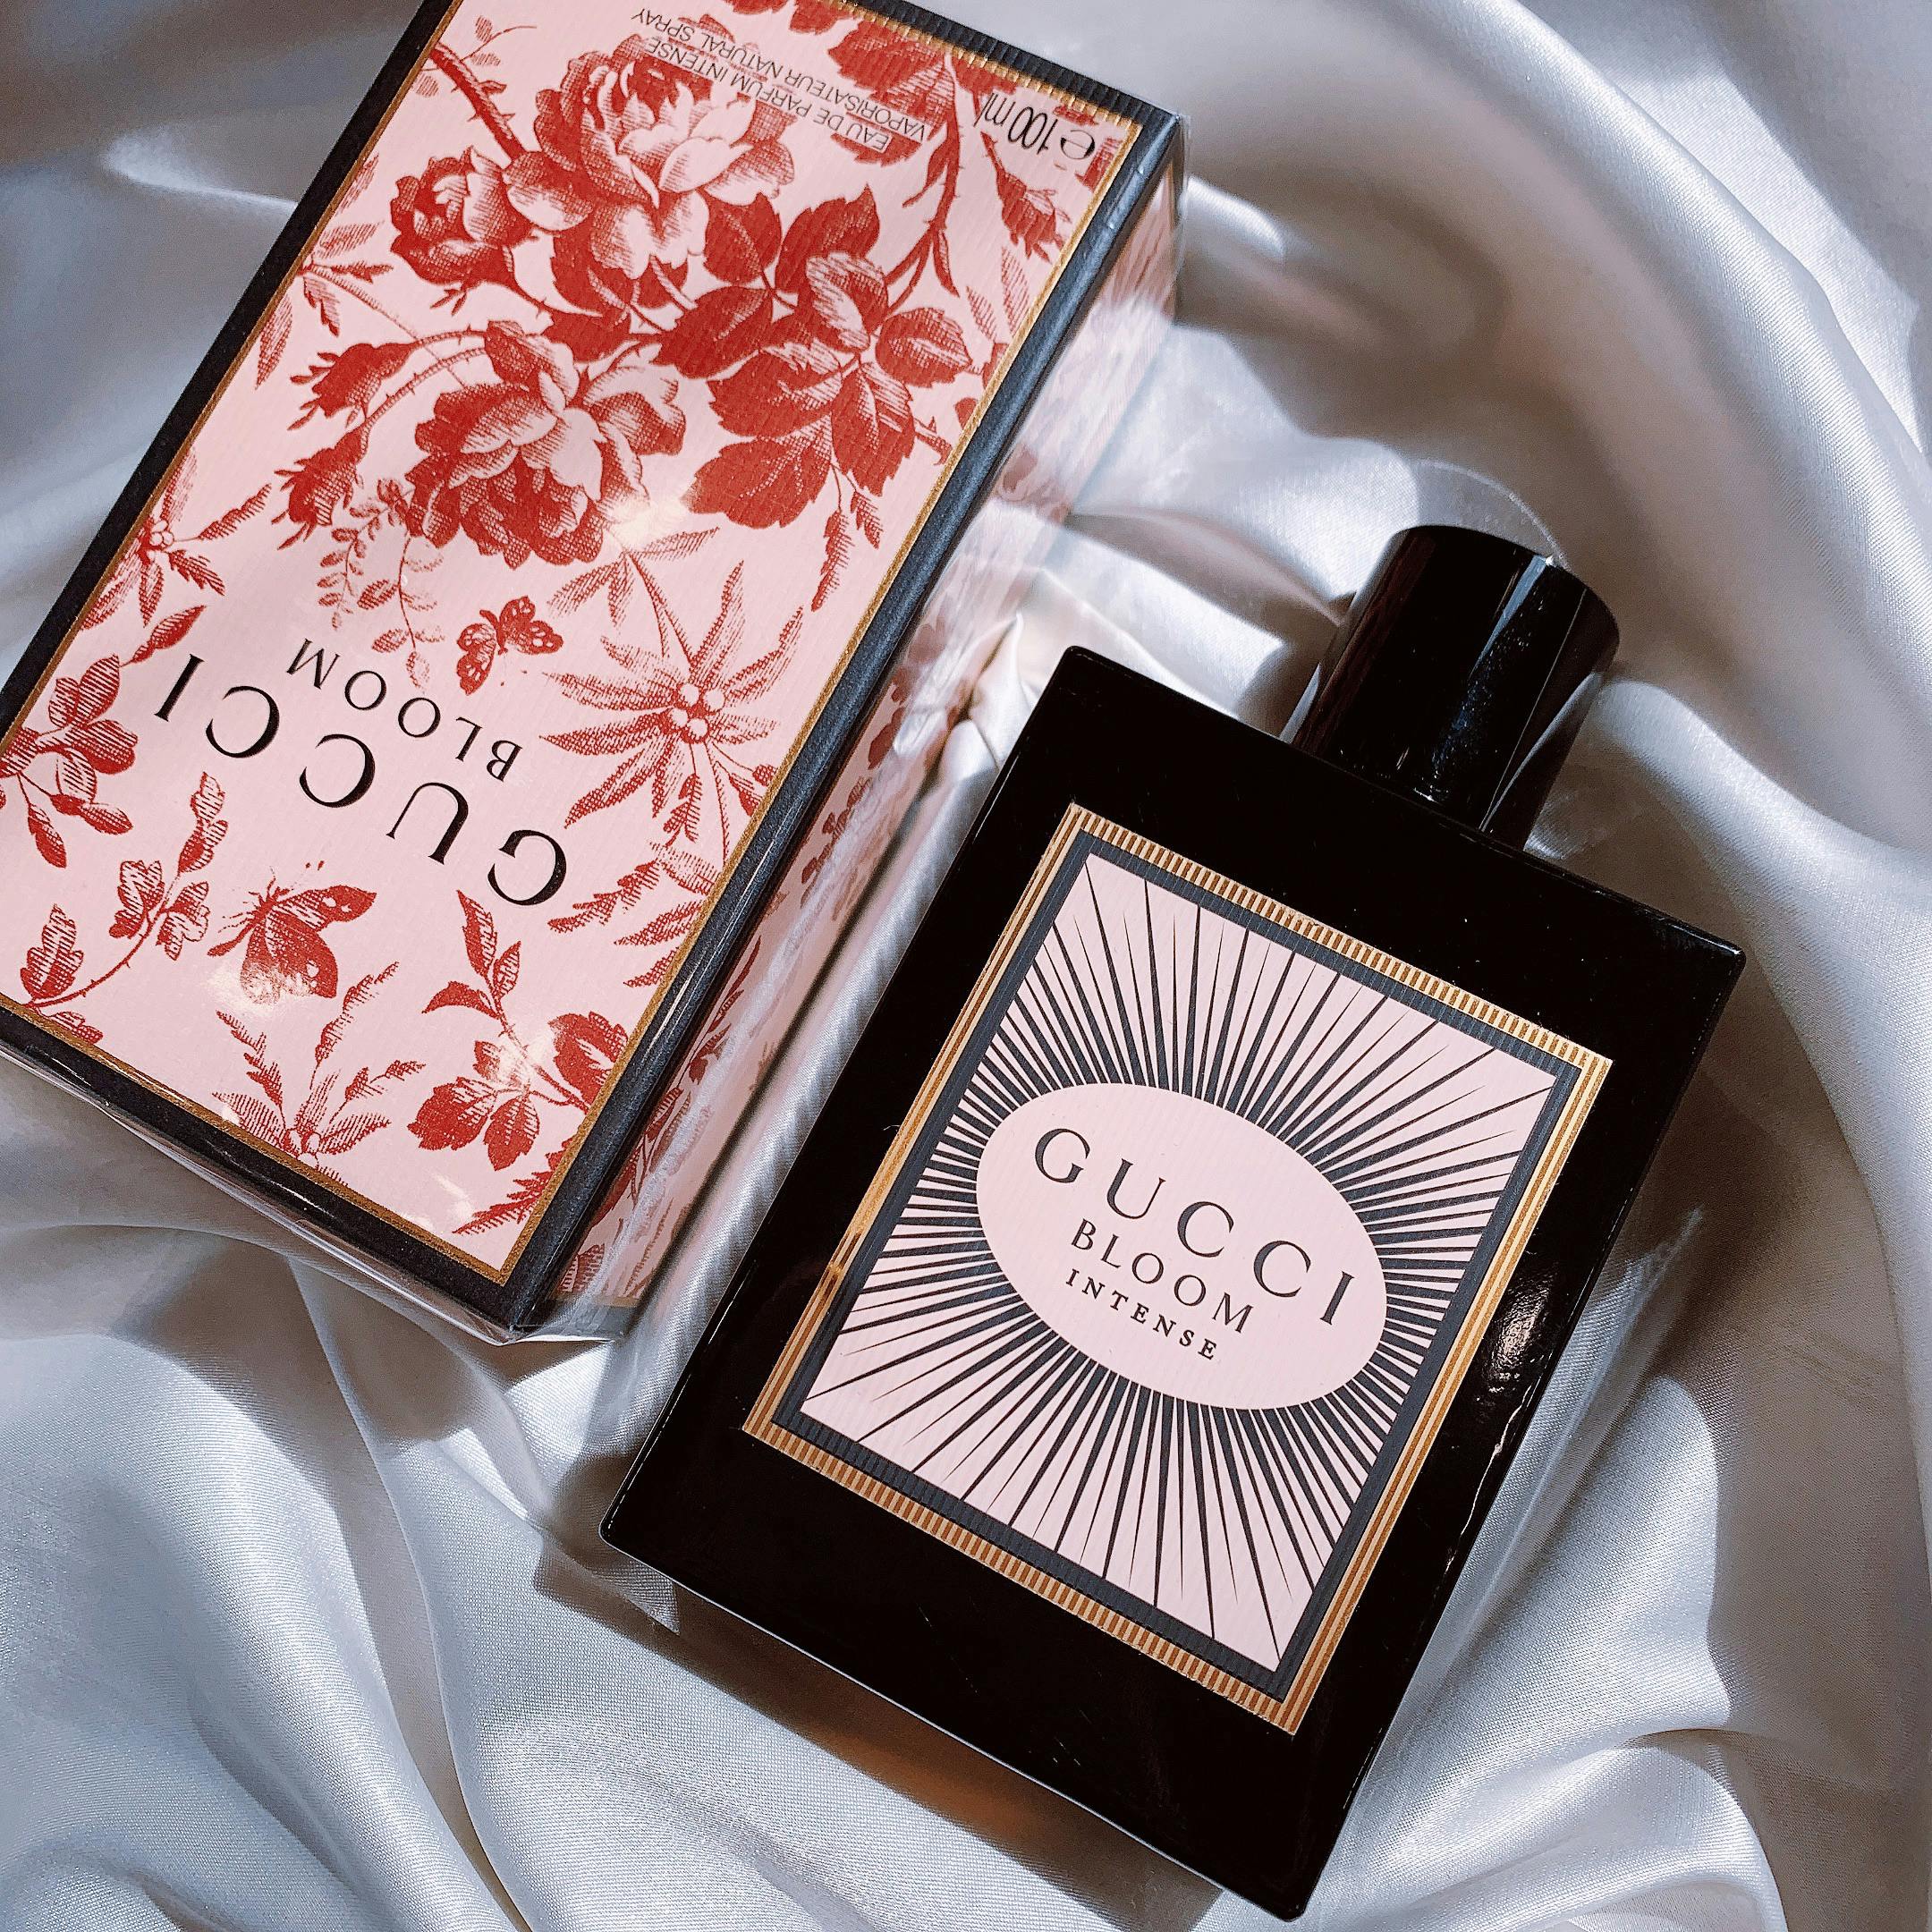 GUCCI
BLOOM
EAU DE PARFUM INTENSE
VAPORISATEUR NATURAL SPRAY
e 100 ml
GUCCI
BLOOM
INTENSE